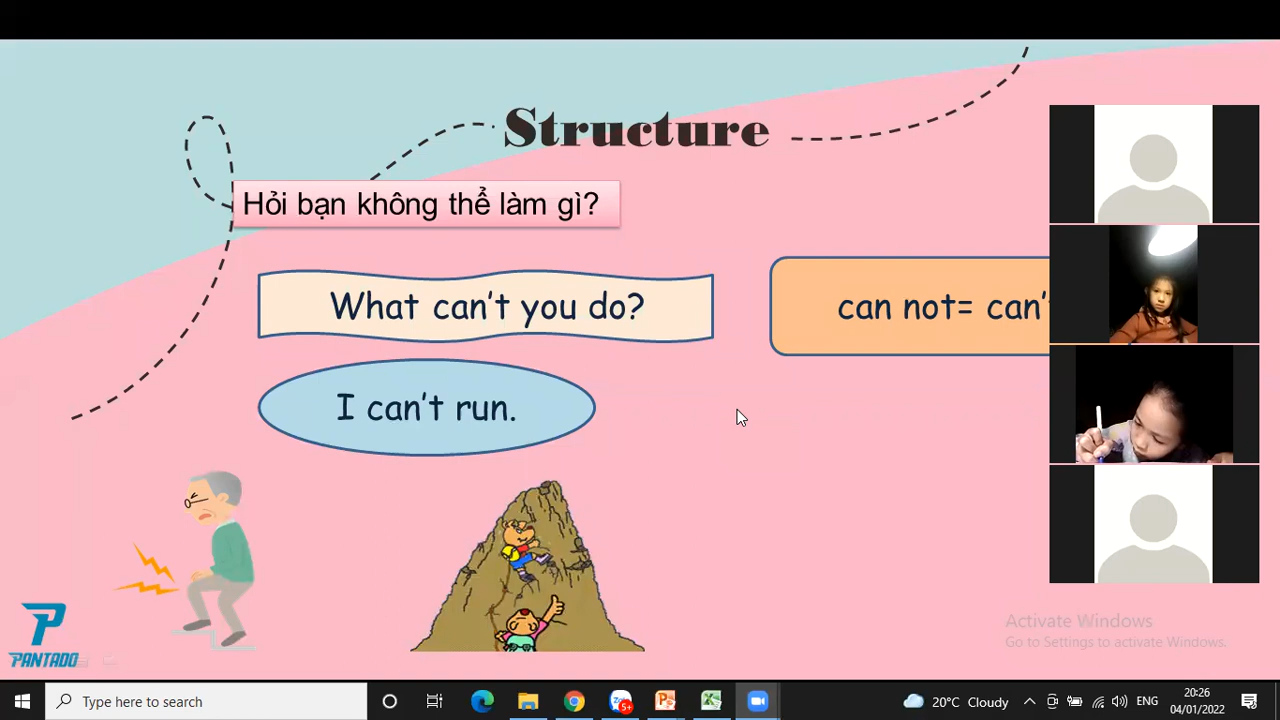 Structure
Hỏi bạn không thể làm gì?
What can't you do?
can not= can'
I can't run.
PANTADO
Activate Windows
Go to Settings to activate Windows.
Type here to search
5+
20°C Cloudy
ENG
20:26
04/01/2022